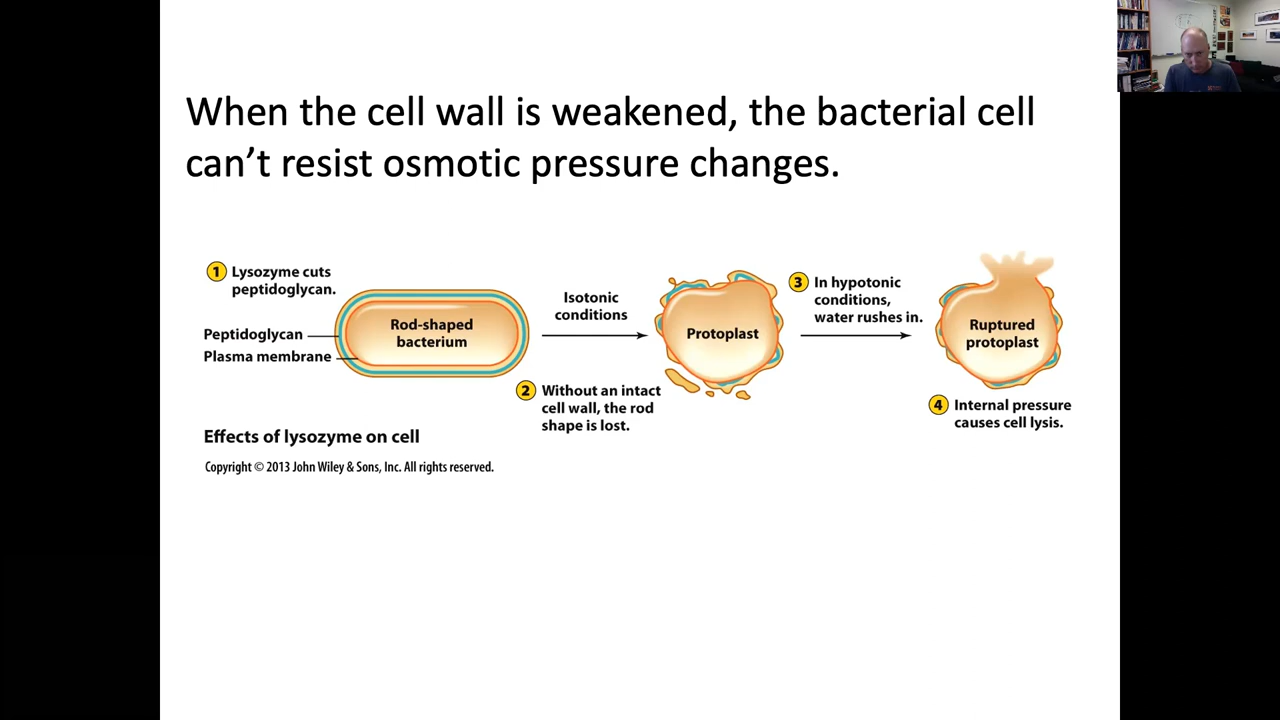 When the cell wall is weakened, the bacterial cell
can’t resist osmotic pressure changes.
1 Lysozyme cuts
peptidoglycan.
Peptidoglycan
Plasma membrane
Rod-shaped
bacterium
Isotonic
conditions
2 Without an intact
cell wall, the rod
shape is lost.
Protoplast
3 In hypotonic
conditions,
water rushes in.
Ruptured
protoplast
4 Internal pressure
causes cell lysis.
Effects of lysozyme on cell
Copyright © 2013 John Wiley & Sons, Inc. All rights reserved.